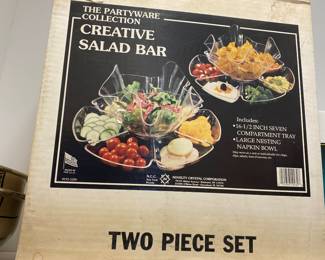 THE PARTYWARE
COLLECTION
CREATIVE
SALAD BAR
Includes:
• 16-1/2 INCH SEVEN
COMPARTMENT TRAY
• LARGE NESTING
NAPKIN BOWL
N.C.C.
NOVELTY CRYSTAL CORPORATION
TWO PIECE SET